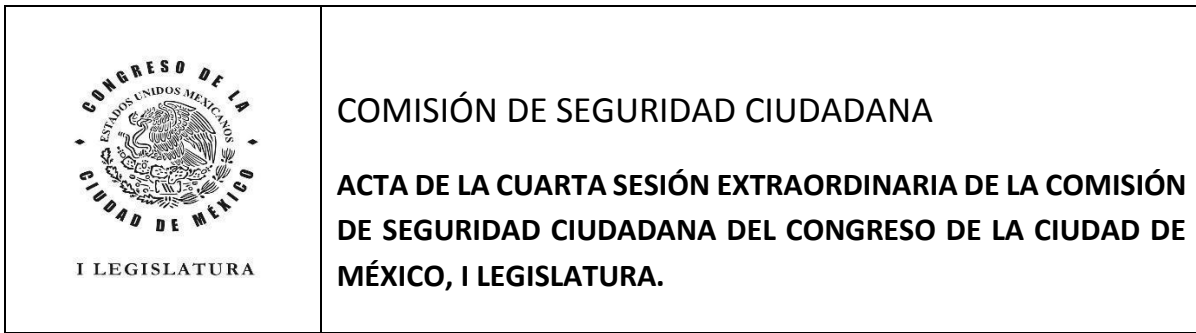 CONGRESO DE LA
CIUDAD DE MÉXICO
ESTADOS UNIDOS MEXICANOS
I LEGISLATURA
COMISIÓN DE SEGURIDAD CIUDADANA
ACTA DE LA CUARTA SESIÓN EXTRAORDINARIA DE LA COMISIÓN
DE SEGURIDAD CIUDADANA DEL CONGRESO DE LA CIUDAD DE
MÉXICO, I LEGISLATURA.